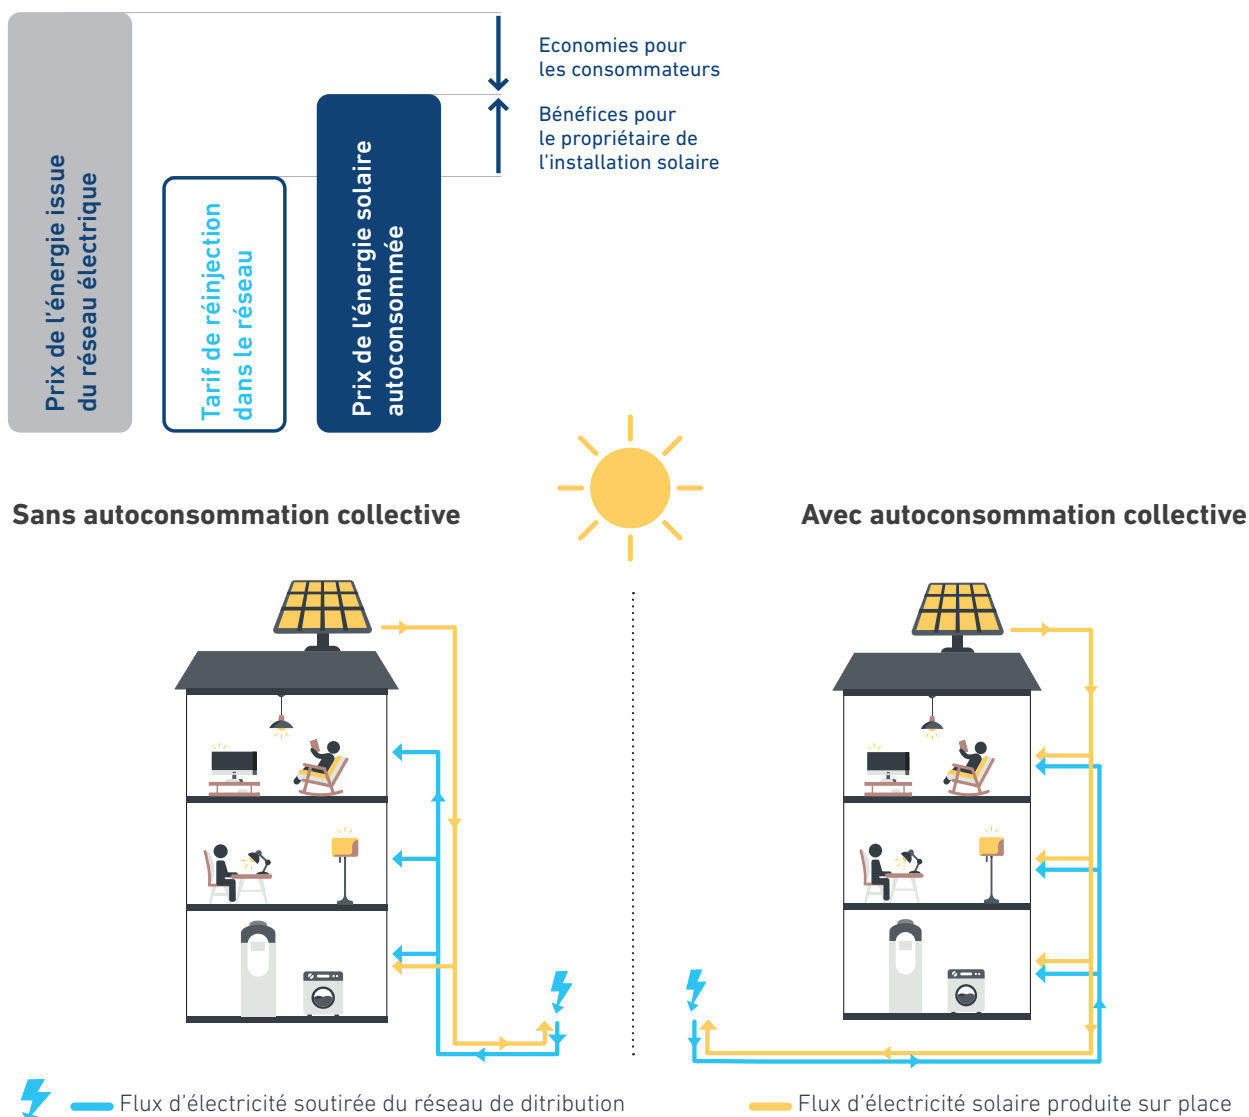 Economies pour
les consommateurs
Bénéfices pour
le propriétaire de
l'installation solaire
Prix de l'énergie issue
du réseau électrique
Tarif de réinjection
dans le réseau
Prix de l'énergie solaire
autoconsommée
Sans autoconsommation collective
Avec autoconsommation collective
Flux d'électricité soutirée du réseau de ditribution
Flux d'électricité solaire produite sur place